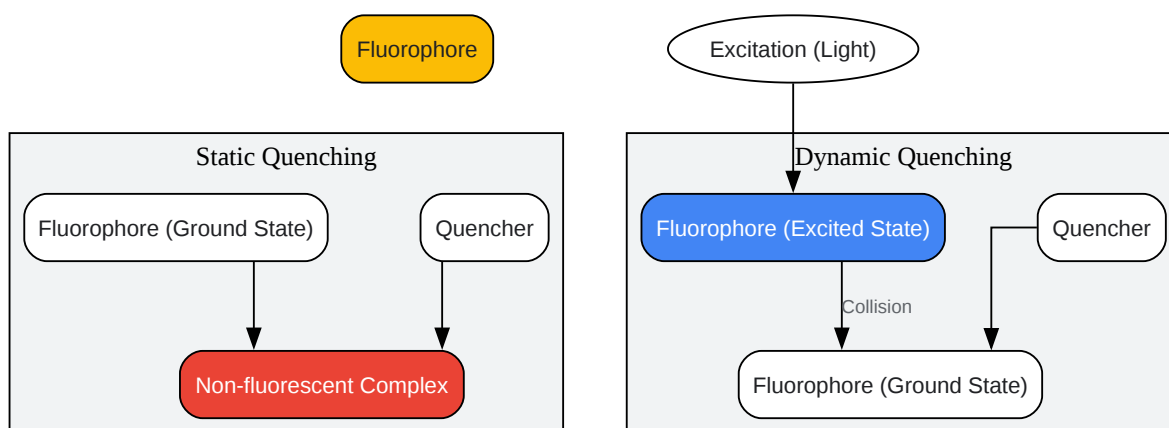 Fluorophore
Excitation (Light)
Static Quenching
Fluorophore (Ground State)
Quencher
Non-fluorescent Complex
Dynamic Quenching
Fluorophore (Excited State)
Quencher
Collision
Fluorophore (Ground State)